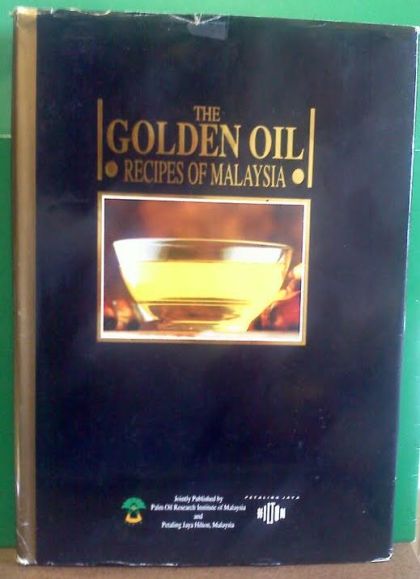 THE
GOLDEN OIL
• RECIPES OF MALAYSIA •
Jointly Published by
Palm Oil Research Institute of Malaysia
and
Petaling Jaya Hilton, Malaysia
PETALING JAYA
HILTON